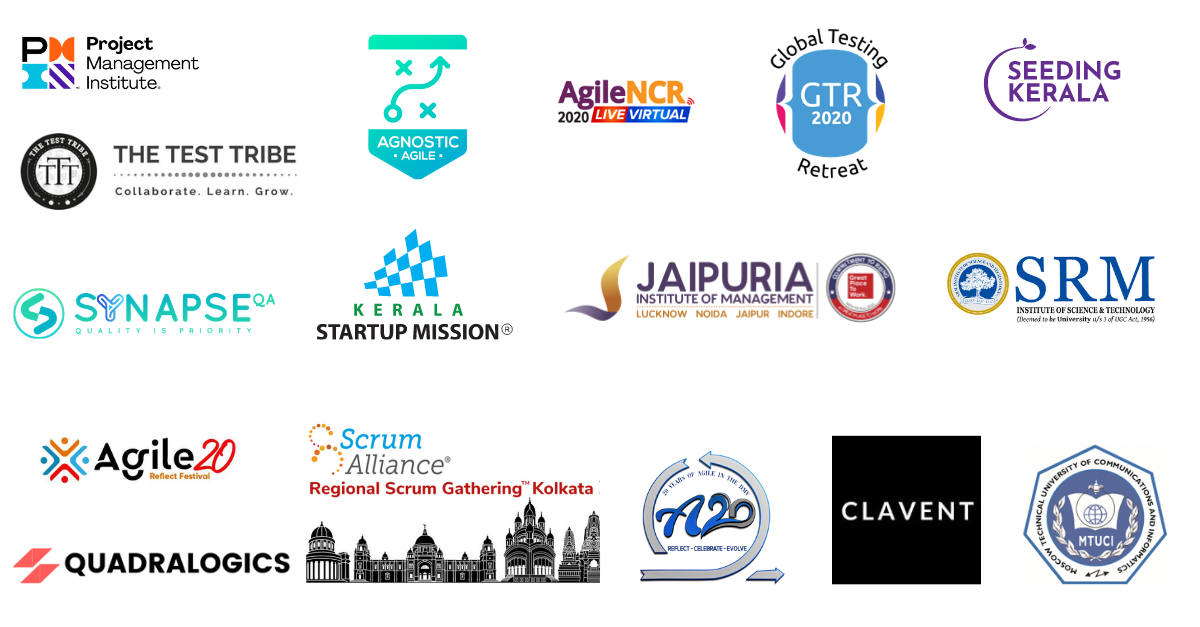 PM
Project
Management
Institute.
AGNOSTIC
• AGILE •
AgileNCR
2020 LIVE VIRTUAL
Global Testing
GTR
2020
Retreat
SEEDING
KERALA
THE TEST TRIBE
TTT
THE TEST TRIBE
Collaborate. Learn. Grow.
SYNAPSE QA
QUALITY IS PRIORITY
KERALA
STARTUP MISSION®
JAIPURIA
INSTITUTE OF MANAGEMENT
LUCKNOW NOIDA JAIPUR INDORE
Great
Place
To
Work.
SRM
INSTITUTE OF SCIENCE & TECHNOLOGY
(Deemed to be University u/s 3 of UGC Act, 1956)
Agile20
Reflect Festival
Scrum
Alliance®
Regional Scrum Gathering™ Kolkata
20 YEARS OF AGILE IN THE DMV
A20
REFLECT - CELEBRATE - EVOLVE
CLAVENT
MOSCOW TECHNICAL UNIVERSITY OF COMMUNICATIONS AND INFORMATICS
MTUCI
QUADRALOGICS